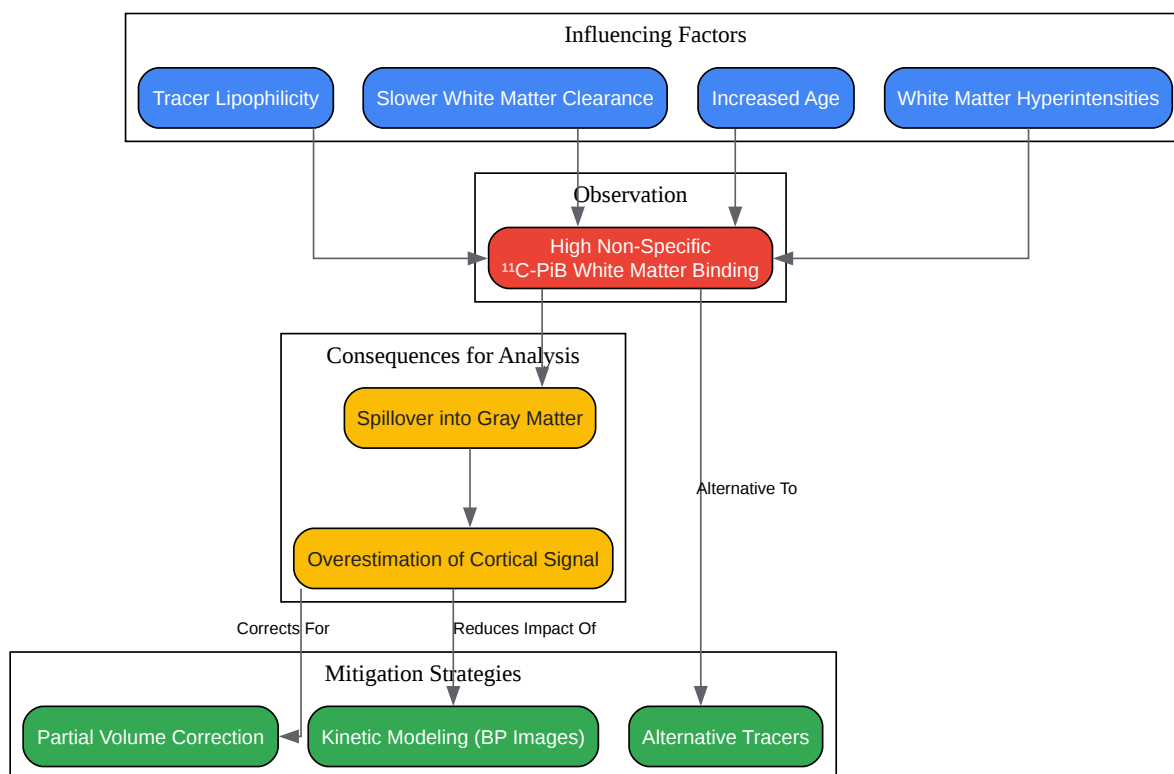 Influencing Factors
Tracer Lipophilicity
Slower White Matter Clearance
Increased Age
White Matter Hyperintensities
Observation
High Non-Specific
¹¹C-PiB White Matter Binding
Consequences for Analysis
Spillover into Gray Matter
Alternative To
Overestimation of Cortical Signal
Corrects For
Reduces Impact Of
Mitigation Strategies
Partial Volume Correction
Kinetic Modeling (BP Images)
Alternative Tracers